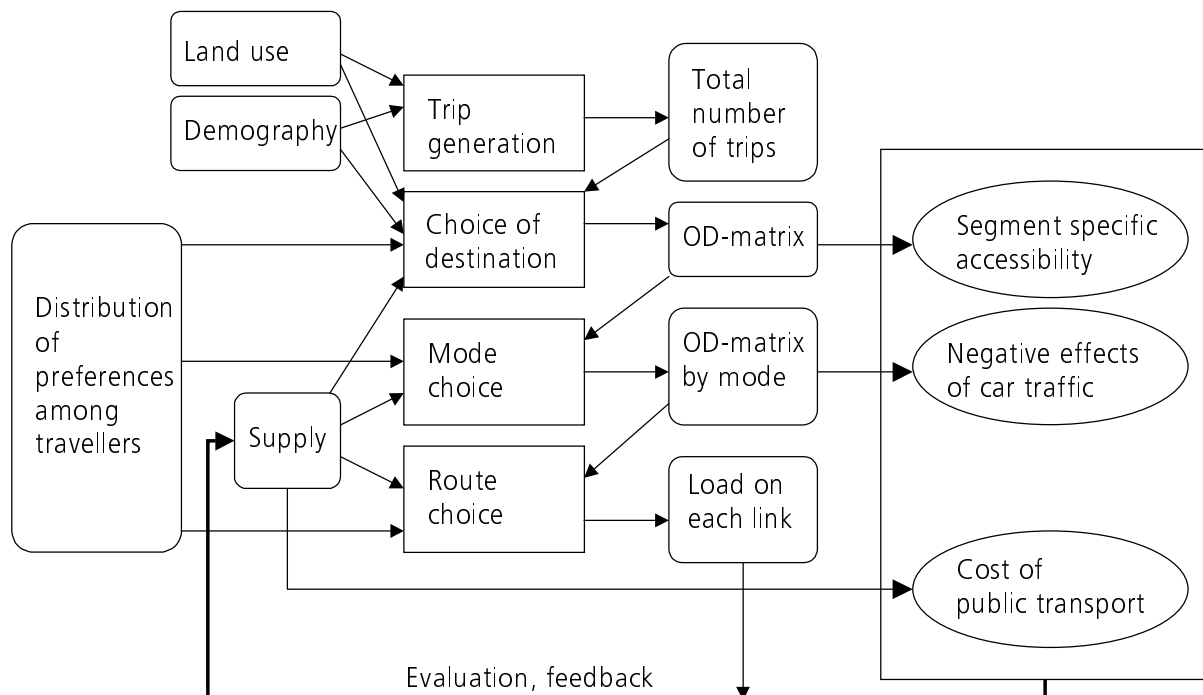 Land use
Demography
Trip
generation
Total
number
of trips
Choice of
destination
OD-matrix
Segment specific
accessibility
Distribution
of
preferences
among
travellers
Mode
choice
OD-matrix
by mode
Negative effects
of car traffic
Supply
Route
choice
Load on
each link
Cost of
public transport
Evaluation, feedback